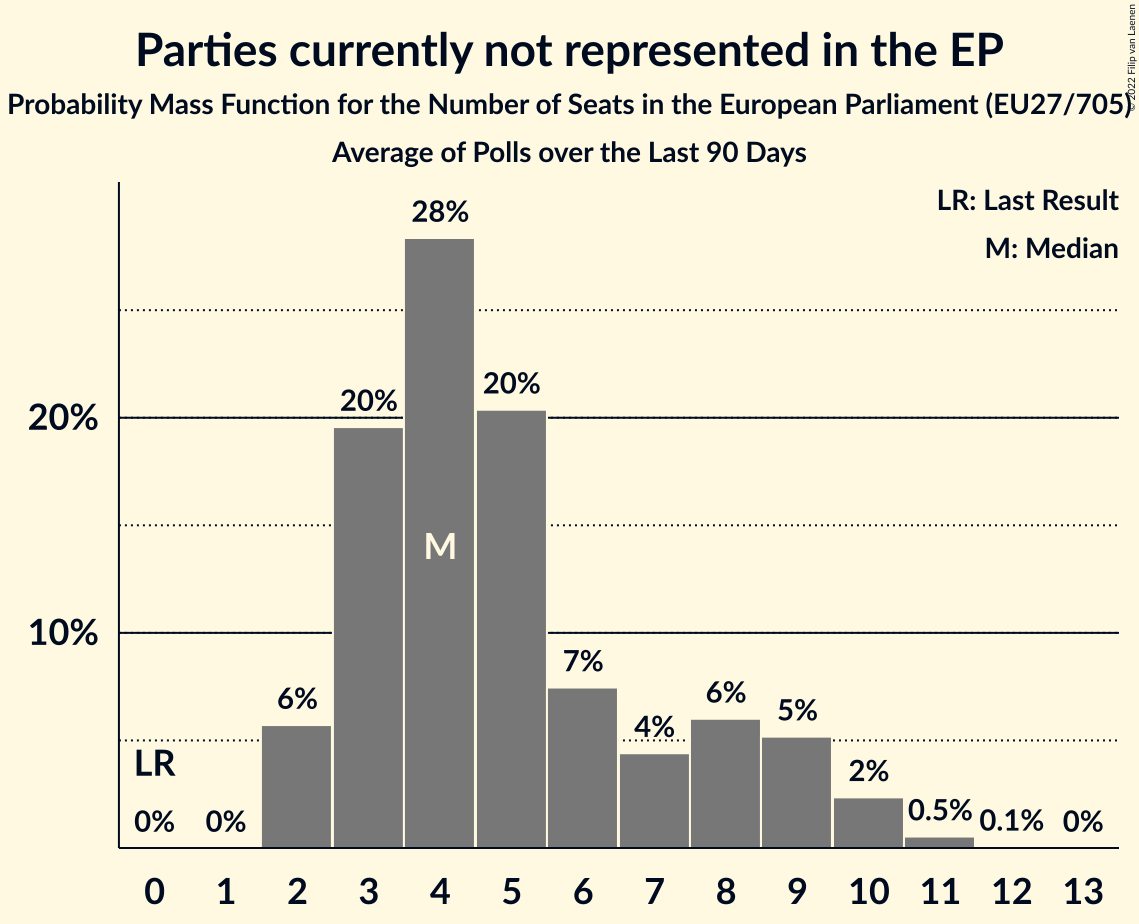 Parties currently not represented in the EP
Probability Mass Function for the Number of Seats in the European Parliament (EU27/705)
Average of Polls over the Last 90 Days
© 2022 Filip van Laenen
LR: Last Result
M: Median
28%
20%
20%
20%
M
10%
7%
6%
6%
5%
4%
LR
2%
0.5%
0.1%
0%
0%
0%
0 1 2 3 4 5 6 7 8 9 10 11 12 13